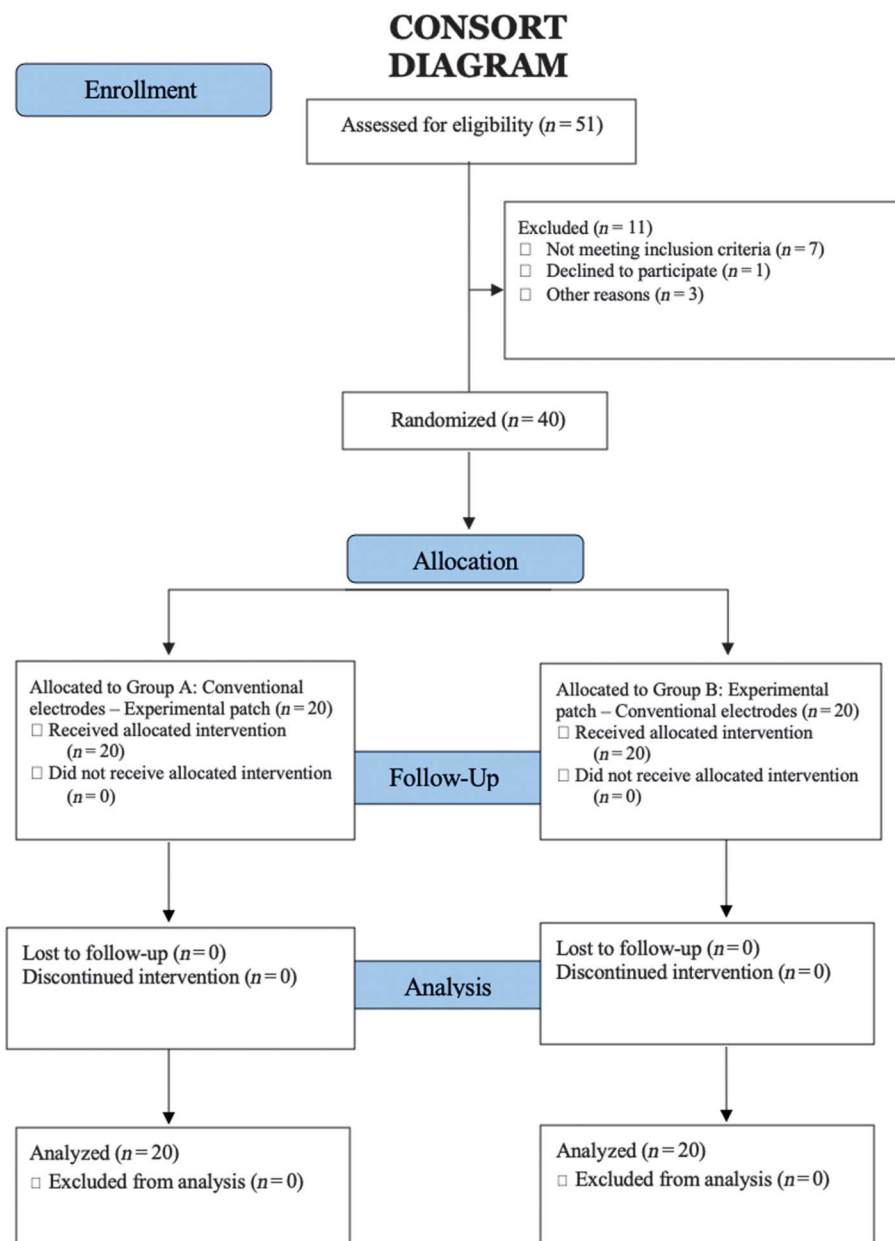 CONSORT
DIAGRAM
Enrollment
Assessed for eligibility (n=51)
Excluded (n=11)
□ Not meeting inclusion criteria (n=7)
□ Declined to participate (n=1)
□ Other reasons (n=3)
Randomized (n=40)
Allocation
Allocated to Group A: Conventional
electrodes – Experimental patch (n=20)
□ Received allocated intervention
(n=20)
□ Did not receive allocated intervention
(n=0)
Allocated to Group B: Experimental
patch – Conventional electrodes (n=20)
□ Received allocated intervention
(n=20)
□ Did not receive allocated intervention
(n=0)
Follow-Up
Lost to follow-up (n=0)
Discontinued intervention (n=0)
Lost to follow-up (n=0)
Discontinued intervention (n=0)
Analysis
Analyzed (n=20)
□ Excluded from analysis (n=0)
Analyzed (n=20)
□ Excluded from analysis (n=0)